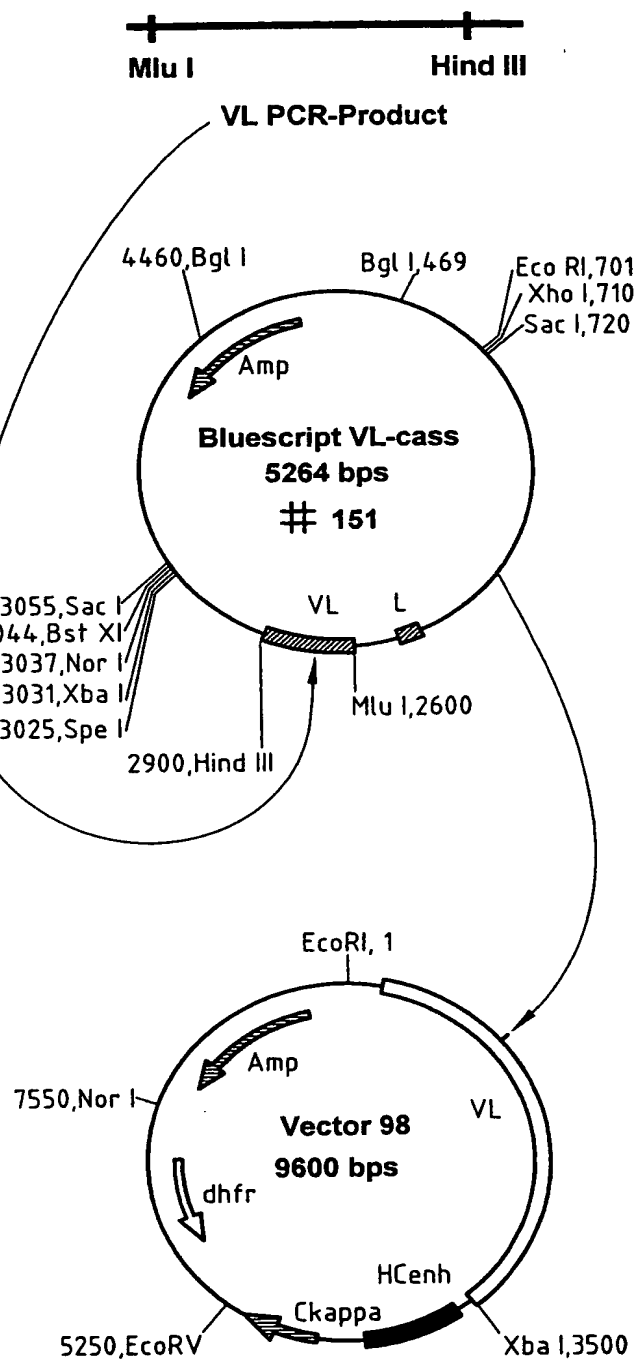 Mlu I
Hind III
VL PCR-Product
4460,Bgl I
Bgl I,469
Eco RI,701
Xho I,710
Sac I,720
Amp
Bluescript VL-cass
5264 bps
# 151
3055,Sac I
044,Bst XI
3037,Nor I
3031,Xba I
3025,Spe I
VL
L
Mlu I,2600
2900,Hind III
EcoRI, 1
Amp
7550,Nor I
VL
Vector 98
9600 bps
dhfr
HCenh
Ckappa
5250,EcoRV
Xba I,3500